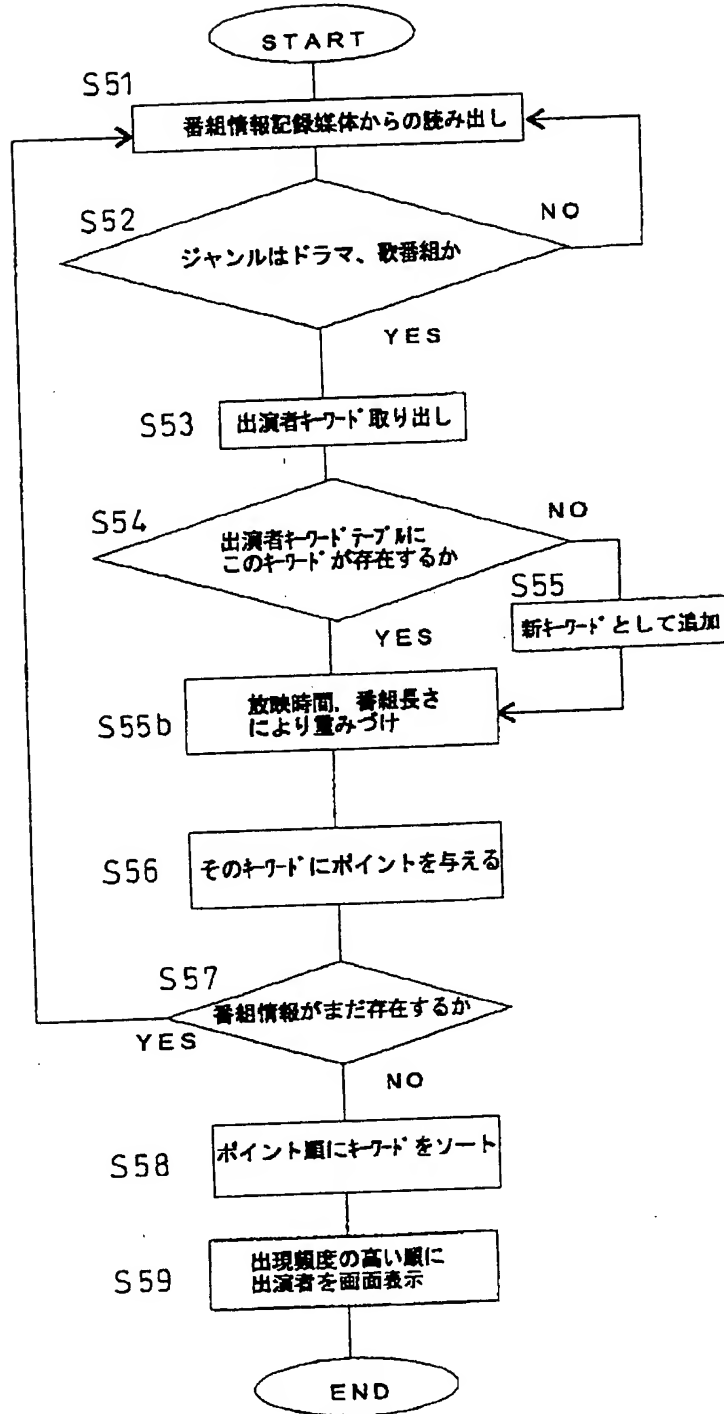 START
S51
番組情報記録媒体からの読み出し
S52
NO
ジャンルはドラマ、歌番組か
YES
S53
出演者キーワード取り出し
S54
NO
出演者キーワードテーブルに
このキーワードが存在するか
S55
新キーワードとして追加
YES
S55b
放映時間，番組長さ
により重みづけ
S56
そのキーワードにポイントを与える
S57
番組情報がまだ存在するか
YES
NO
S58
ポイント順にキーワードをソート
S59
出現頻度の高い順に
出演者を画面表示
END